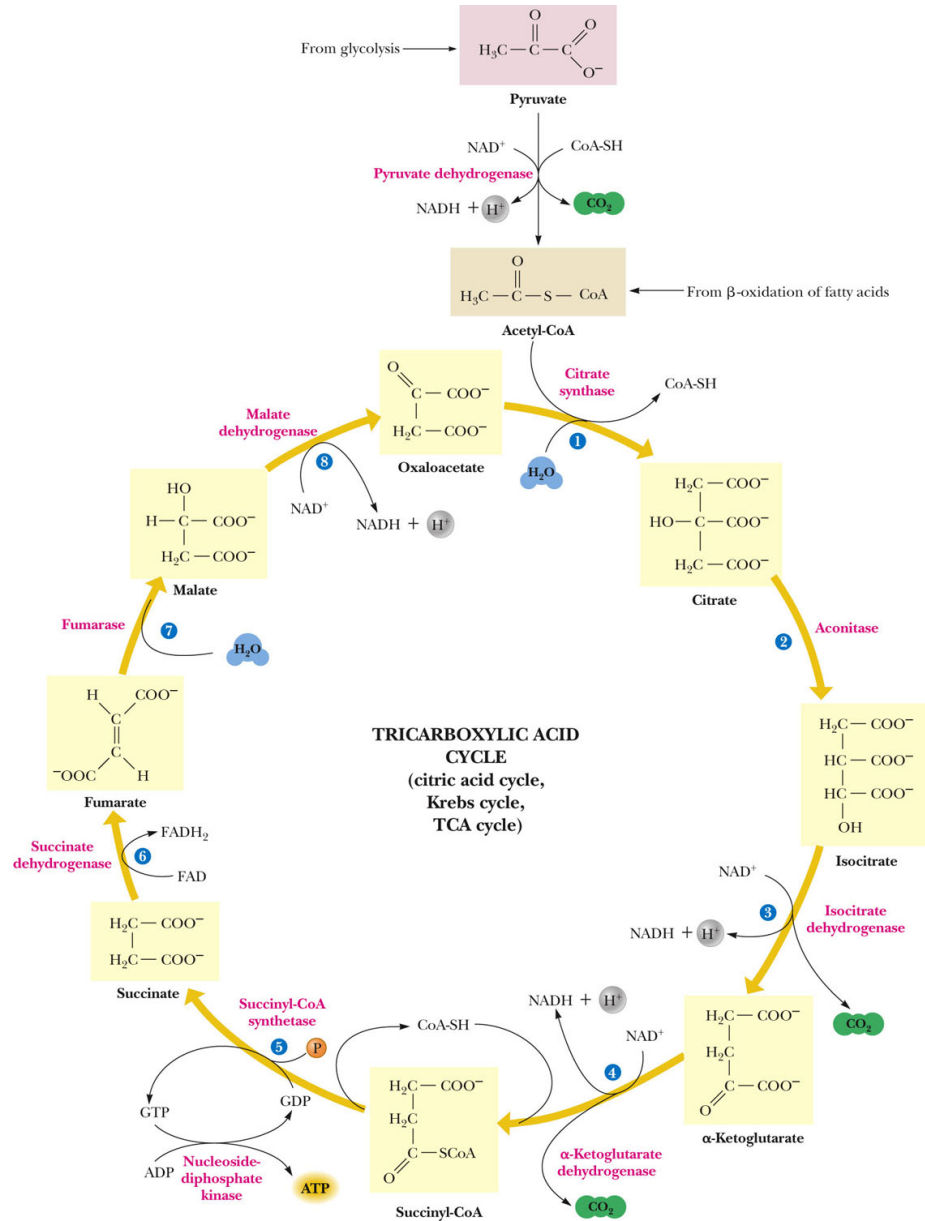 O
O
From glycolysis
H₃C — C — C
O⁻
Pyruvate
NAD⁺
CoA-SH
Pyruvate dehydrogenase
NADH + H⁺
CO₂
O
H₃C — C — S — CoA
From β-oxidation of fatty acids
Acetyl-CoA
Citrate
synthase
CoA-SH
1
H₂O
O
C — COO⁻
H₂C — COO⁻
Oxaloacetate
Malate
dehydrogenase
8
NAD⁺
NADH + H⁺
H₂C — COO⁻
HO — C — COO⁻
H₂C — COO⁻
Citrate
HO
H — C — COO⁻
H₂C — COO⁻
Malate
Aconitase
2
Fumarase
7
H₂O
H
COO⁻
C
C
⁻OOC
H
Fumarate
TRICARBOXYLIC ACID
CYCLE
(citric acid cycle,
Krebs cycle,
TCA cycle)
H₂C — COO⁻
HC — COO⁻
HC — COO⁻
OH
Isocitrate
Succinate
dehydrogenase
6
FADH₂
FAD
NAD⁺
3
Isocitrate
dehydrogenase
NADH + H⁺
CO₂
H₂C — COO⁻
H₂C — COO⁻
Succinate
Succinyl-CoA
synthetase
5
P
GTP
GDP
ADP
Nucleoside-
diphosphate
kinase
ATP
CoA-SH
NADH + H⁺
NAD⁺
4
H₂C — COO⁻
H₂C
C — COO⁻
O
α-Ketoglutarate
H₂C — COO⁻
H₂C
C — SCoA
O
Succinyl-CoA
α-Ketoglutarate
dehydrogenase
CO₂